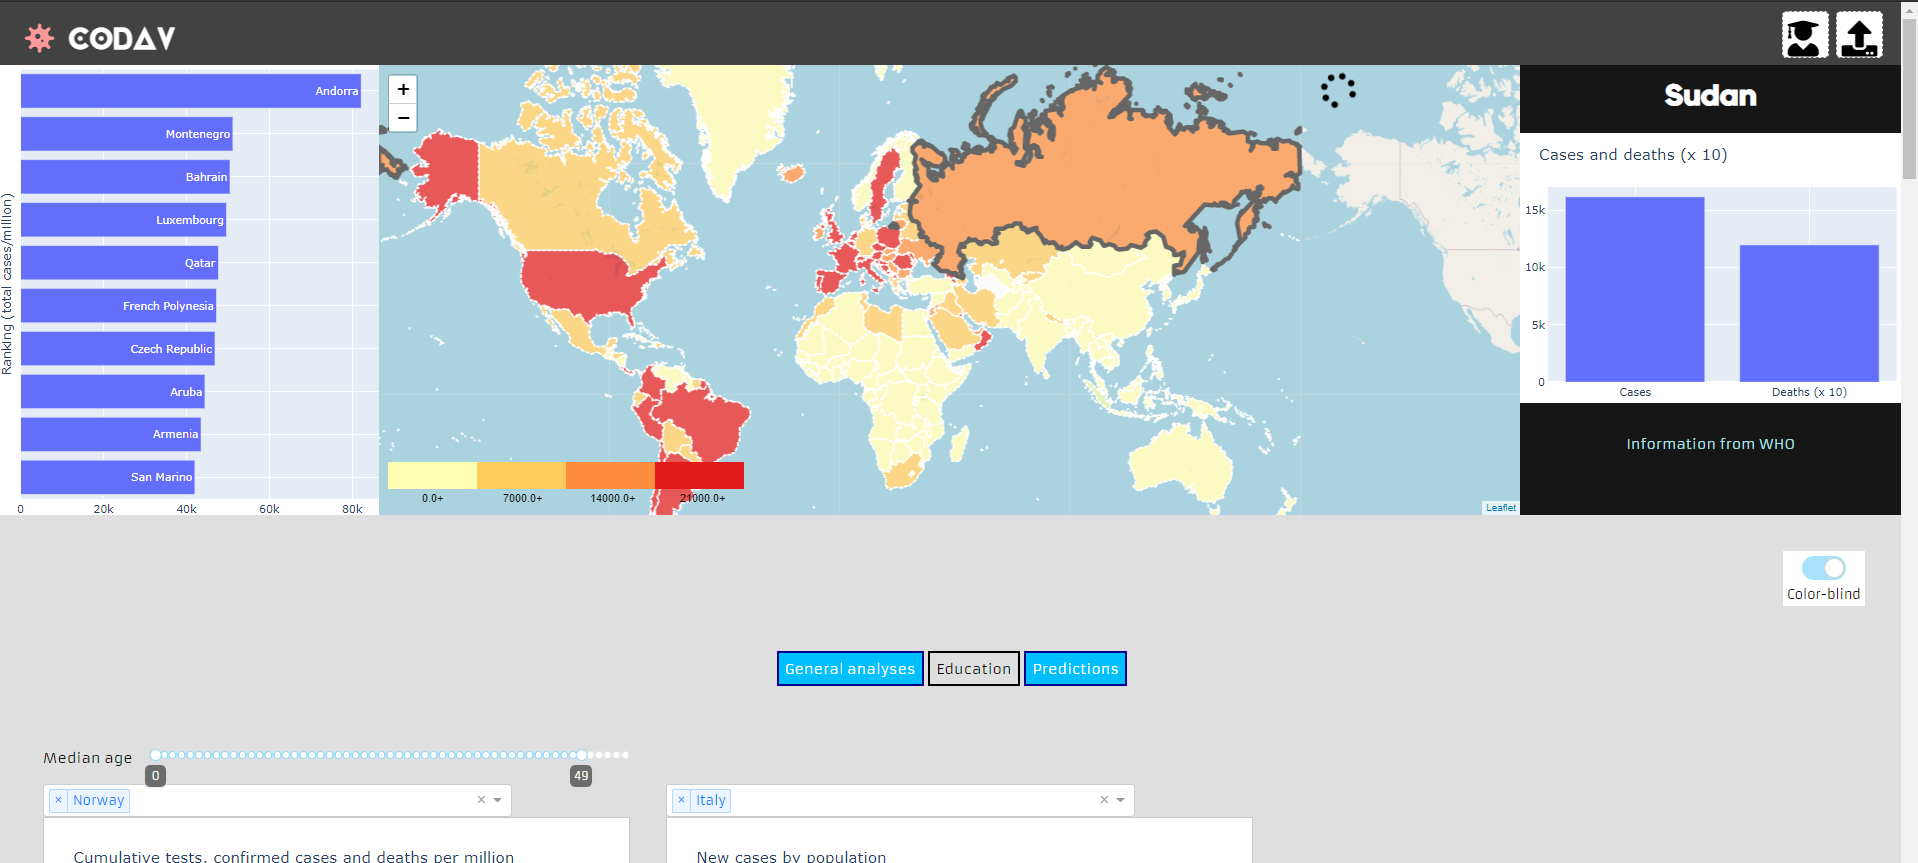 CODAV
Ranking (total cases/million)
Andorra
Montenegro
Bahrain
Luxembourg
Qatar
French Polynesia
Czech Republic
Aruba
Armenia
San Marino
0 20k 40k 60k 80k
+
−
0.0+ 7000.0+ 14000.0+ 21000.0+
Leaflet
Sudan
Cases and deaths (x 10)
15k
10k
5k
0
Cases Deaths (x 10)
Information from WHO
Color-blind
General analyses Education Predictions
Median age
0 49
× Norway ×
× Italy ×
Cumulative tests, confirmed cases and deaths per million
New cases by population